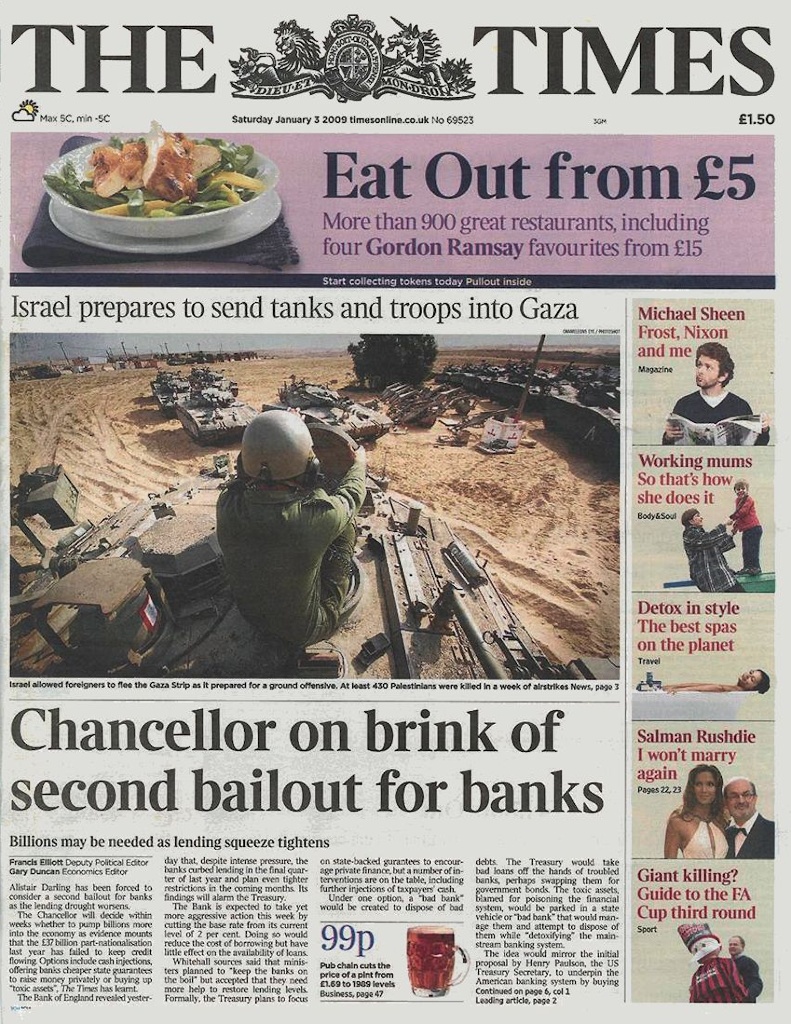 THE TIMES
DIEU ET MON DROIT
Max 5C, min -5C
Saturday January 3 2009 timesonline.co.uk No 69523
3GM
£1.50
Eat Out from £5
More than 900 great restaurants, including
four Gordon Ramsay favourites from £15
Start collecting tokens today Pullout inside
Israel prepares to send tanks and troops into Gaza
Israel allowed foreigners to flee the Gaza Strip as it prepared for a ground offensive. At least 430 Palestinians were killed in a week of airstrikes News, page 3
Chancellor on brink of
second bailout for banks
Billions may be needed as lending squeeze tightens
Francis Elliott Deputy Political Editor
Gary Duncan Economics Editor
Alistair Darling has been forced to
consider a second bailout for banks
as the lending drought worsens.
The Chancellor will decide within
weeks whether to pump billions more
into the economy as evidence mounts
that the £37 billion part-nationalisation
last year has failed to keep credit
flowing. Options include cash injections,
offering banks cheaper state guarantees
to raise money privately or buying up
"toxic assets", The Times has learnt.
The Bank of England revealed yester-
day that, despite intense pressure, the
banks curbed lending in the final quar-
ter of last year and plan even tighter
restrictions in the coming months. Its
findings will alarm the Treasury.
The Bank is expected to take yet
more aggressive action this week by
cutting the base rate from its current
level of 2 per cent. Doing so would
reduce the cost of borrowing but have
little effect on the availability of loans.
Whitehall sources said that minis-
ters planned to "keep the banks on
the boil" but accepted that they need
more help to restore lending levels.
Formally, the Treasury plans to focus
on state-backed gurantees to encour-
age private finance, but a number of in-
terventions are on the table, including
further injections of taxpayers' cash.
Under one option, a "bad bank"
would be created to dispose of bad
99p
Pub chain cuts the
price of a pint from
£1.69 to 1989 levels
Business, page 47
debts. The Treasury would take
bad loans off the hands of troubled
banks, perhaps swapping them for
government bonds. The toxic assets,
blamed for poisoning the financial
system, would be parked in a state
vehicle or "bad bank" that would man-
age them and attempt to dispose of
them while "detoxifying" the main-
stream banking system.
The idea would mirror the initial
proposal by Henry Paulson, the US
Treasury Secretary, to underpin the
American banking system by buying
Continued on page 6, col 1
Leading article, page 2
Michael Sheen
Frost, Nixon
and me
Magazine
Working mums
So that's how
she does it
Body&Soul
Detox in style
The best spas
on the planet
Travel
Salman Rushdie
I won't marry
again
Pages 22, 23
Giant killing?
Guide to the FA
Cup third round
Sport